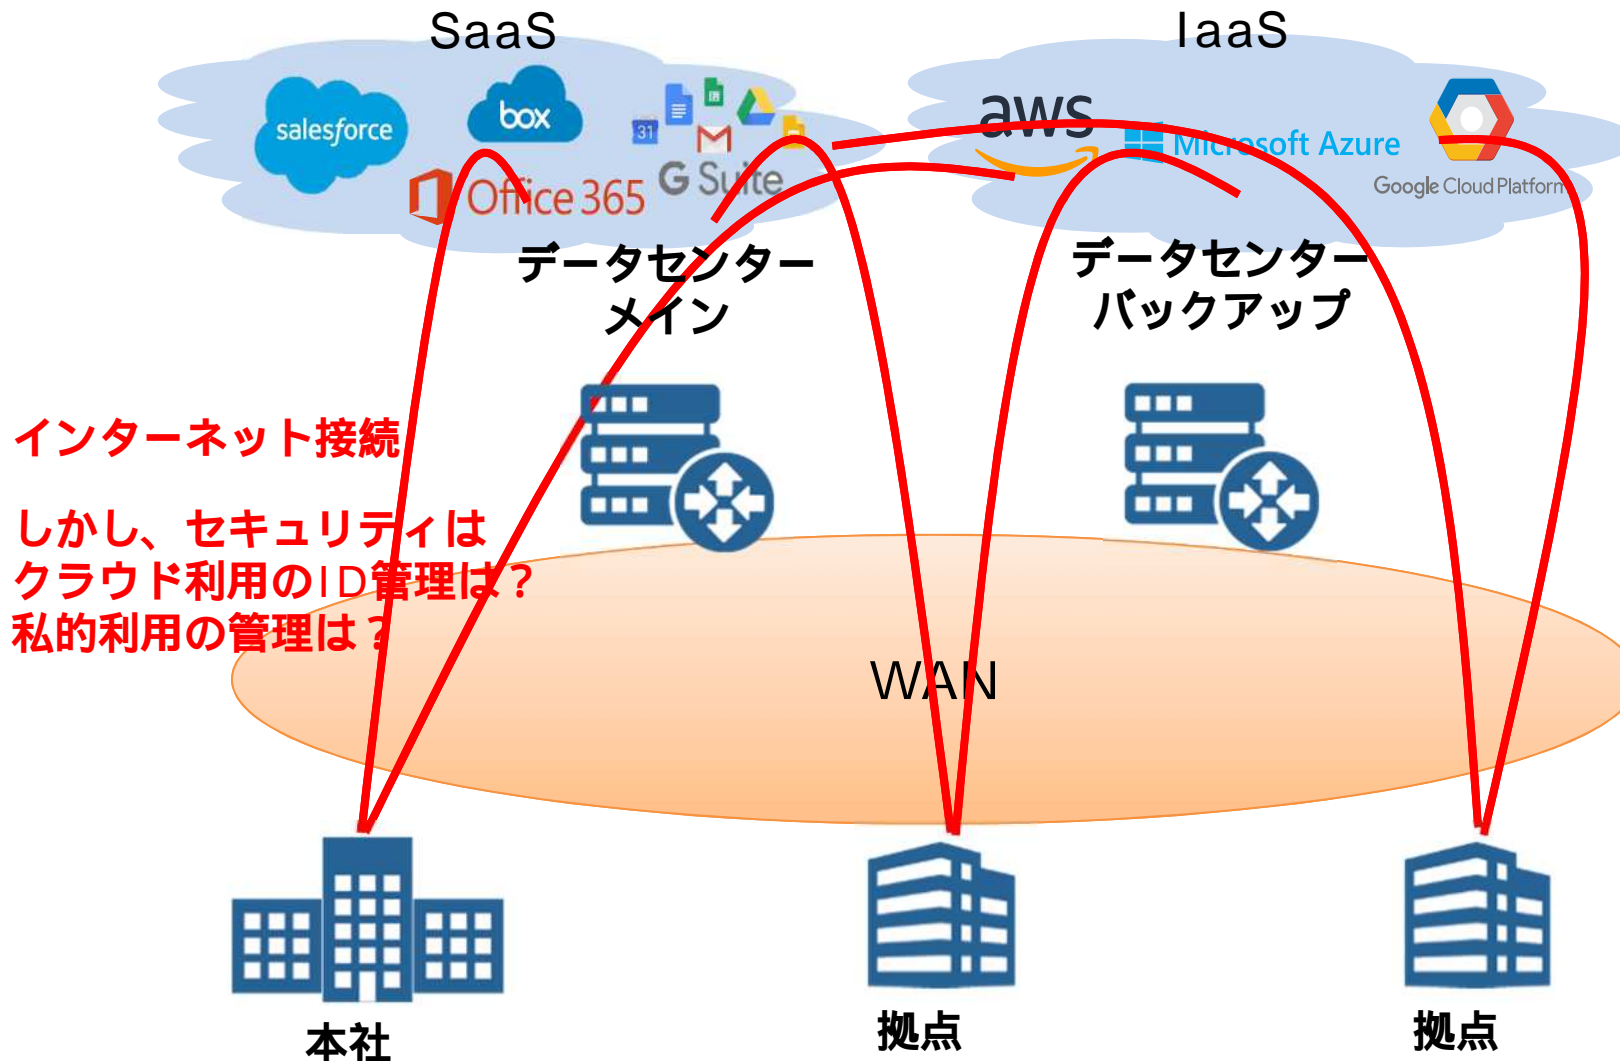 SaaS
IaaS
salesforce
box
31
Office 365
G Suite
aws
Microsoft Azure
Google Cloud Platform
データセンター
メイン
データセンター
バックアップ
インターネット接続
しかし、セキュリティは
クラウド利用のID管理は?
私的利用の管理は?
WAN
本社
拠点
拠点